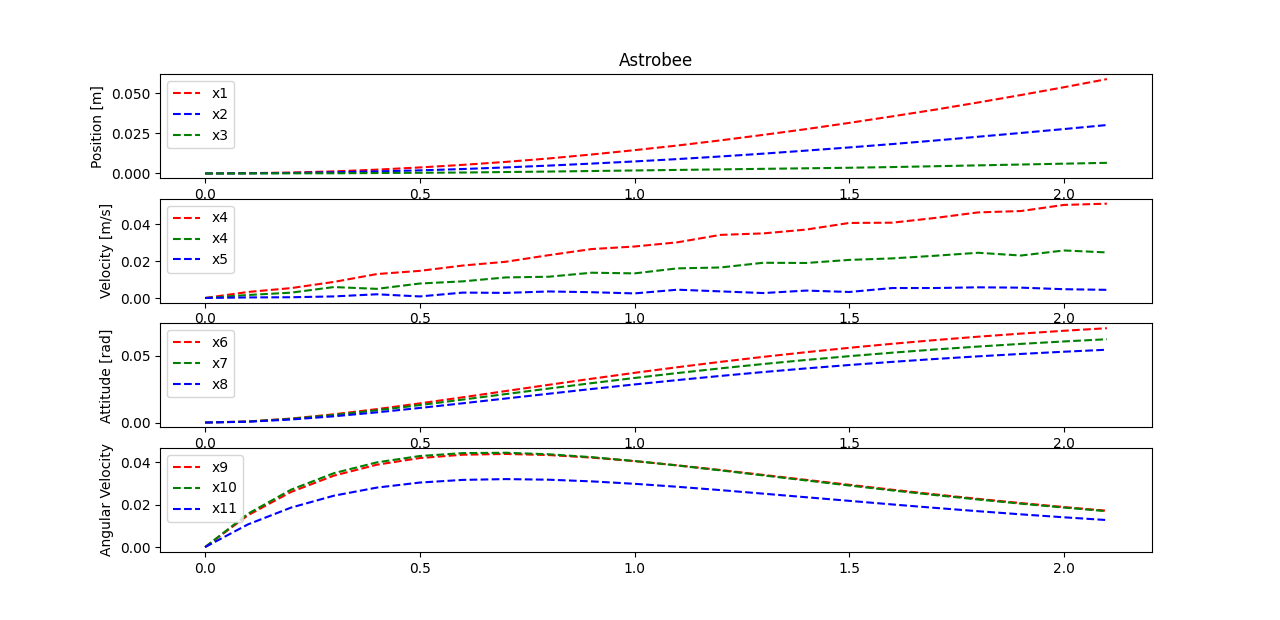 Astrobee
Position [m]
0.050
0.025
0.000
x1
x2
x3
0.0 0.5 1.0 1.5 2.0
Velocity [m/s]
0.04
0.02
0.00
x4
x4
x5
0.0 0.5 1.0 1.5 2.0
Attitude [rad]
0.05
0.00
x6
x7
x8
0.0 0.5 1.0 1.5 2.0
Angular Velocity
0.04
0.02
0.00
x9
x10
x11
0.0 0.5 1.0 1.5 2.0